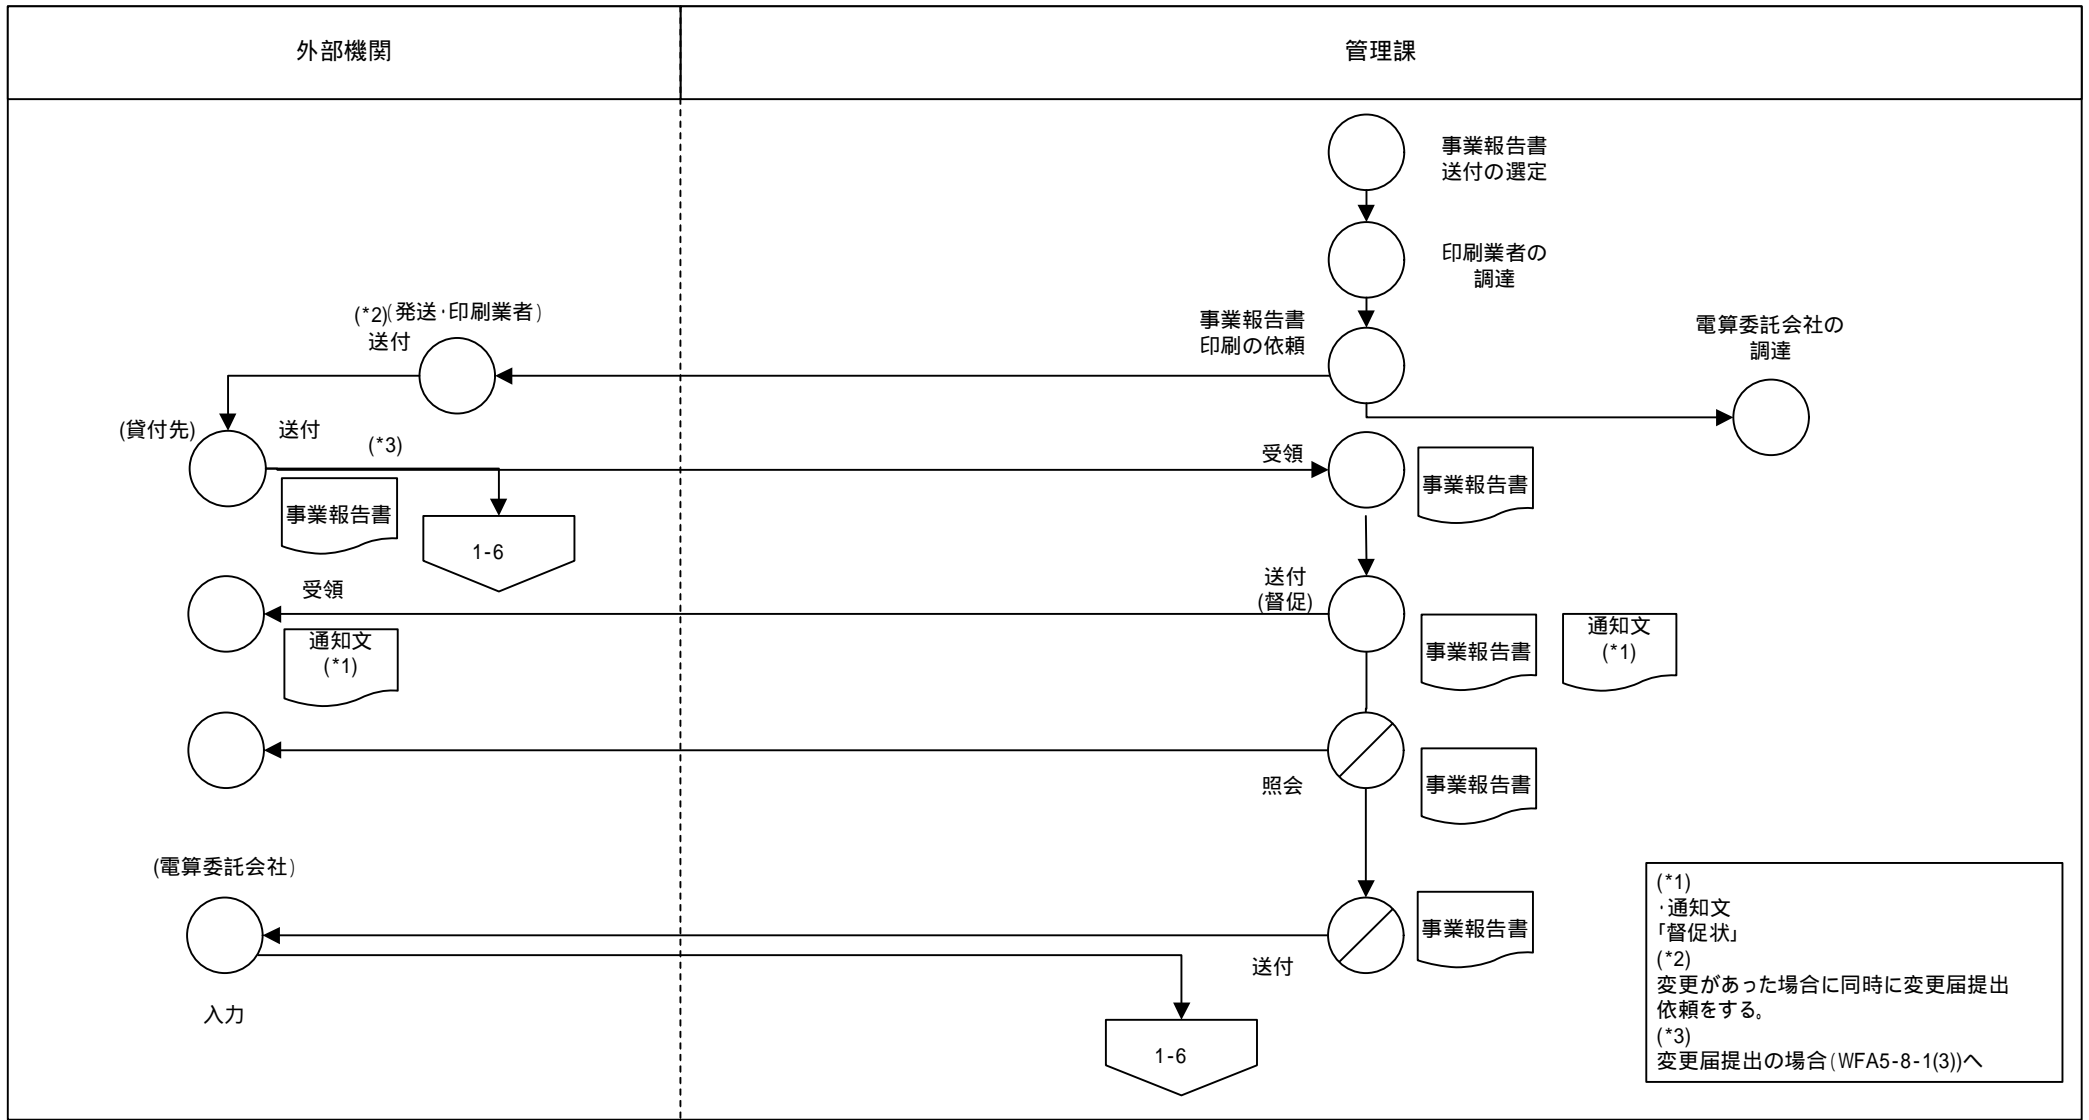 外部機関
管理課
事業報告書
送付の選定
印刷業者の
調達
(*2)(発送・印刷業者)
送付
事業報告書
印刷の依頼
電算委託会社の
調達
(貸付先)
送付
(*3)
受領
事業報告書
事業報告書
1-6
受領
送付
(督促)
通知文
(*1)
事業報告書
通知文
(*1)
照会
事業報告書
(電算委託会社)
事業報告書
送付
入力
1-6
(*1)
・通知文
「督促状」
(*2)
変更があった場合に同時に変更届提出
依頼をする。
(*3)
変更届提出の場合(WFA5-8-1(3))へ